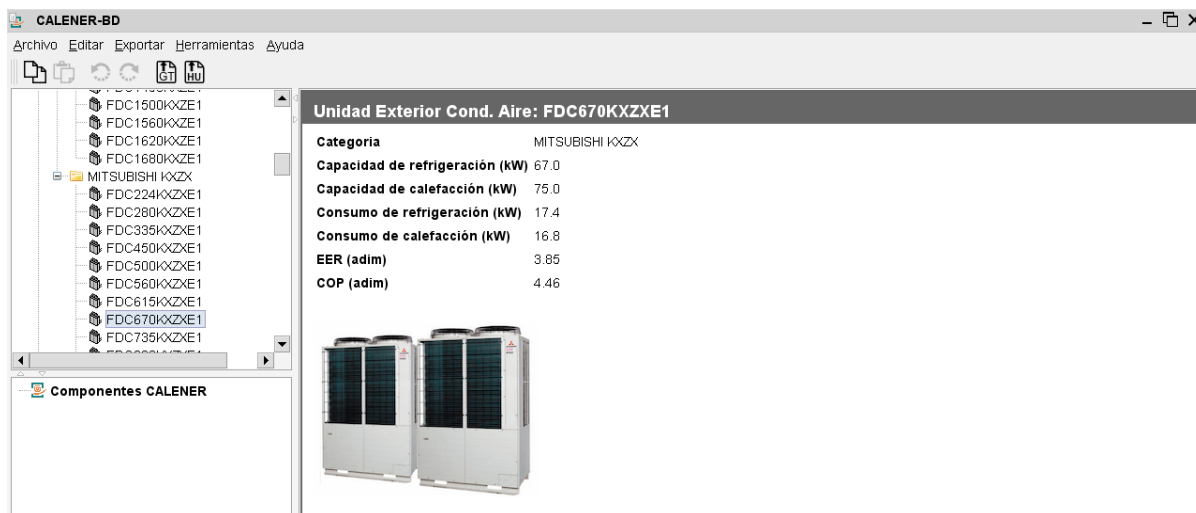 CALENER-BD
Archivo Editar Exportar Herramientas Ayuda
GT HU
FDC1500KXZE1
FDC1560KXZE1
FDC1620KXZE1
FDC1680KXZE1
MITSUBISHI KXZX
FDC224KXZXE1
FDC280KXZXE1
FDC335KXZXE1
FDC450KXZXE1
FDC500KXZXE1
FDC560KXZXE1
FDC615KXZXE1
FDC670KXZXE1
FDC735KXZXE1
Componentes CALENER
Unidad Exterior Cond. Aire: FDC670KXZXE1
Categoria MITSUBISHI KXZX
Capacidad de refrigeración (kW) 67.0
Capacidad de calefacción (kW) 75.0
Consumo de refrigeración (kW) 17.4
Consumo de calefacción (kW) 16.8
EER (adim) 3.85
COP (adim) 4.46